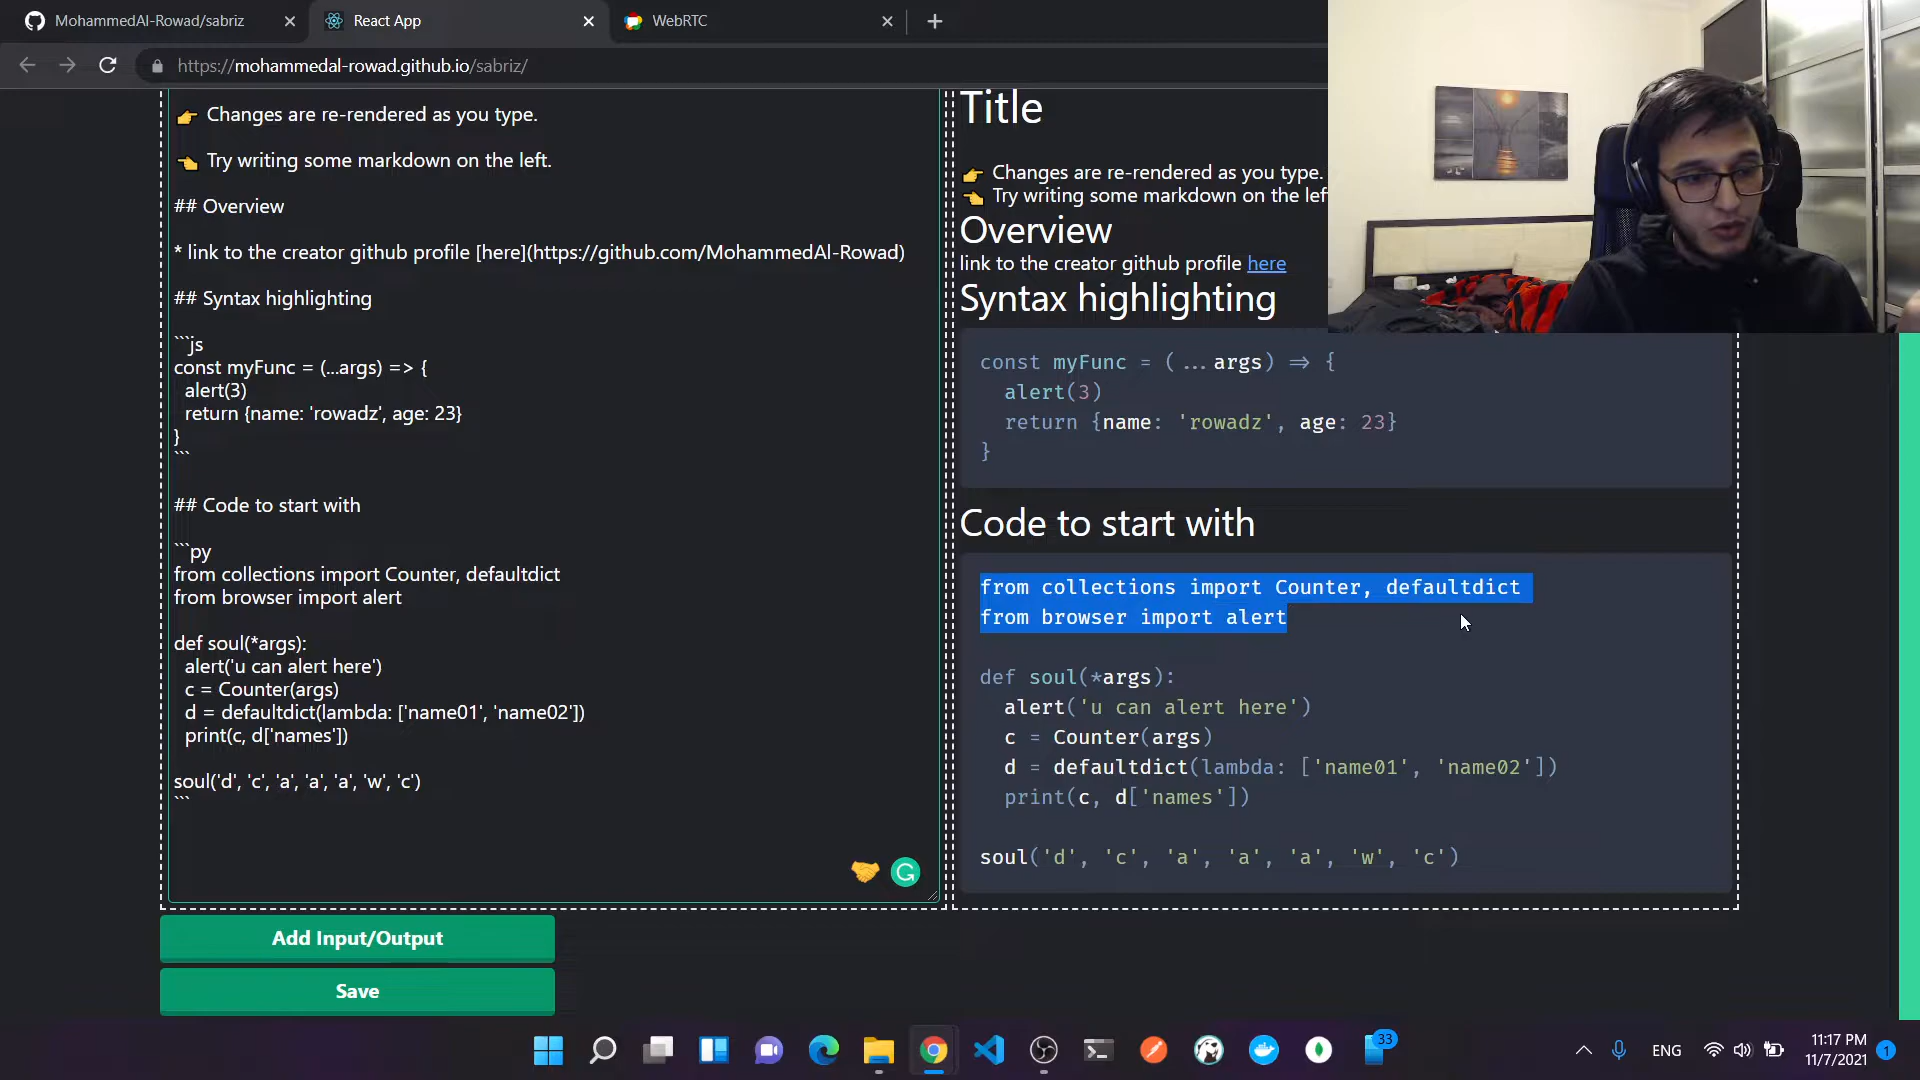 MohammedAl-Rowad/sabriz
React App
WebRTC
https://mohammedal-rowad.github.io/sabriz/
👉 Changes are re-rendered as you type.
👈 Try writing some markdown on the left.
## Overview
* link to the creator github profile [here](https://github.com/MohammedAl-Rowad)
## Syntax highlighting
```js
const myFunc = (...args) => {
alert(3)
return {name: 'rowadz', age: 23}
}
```
## Code to start with
```py
from collections import Counter, defaultdict
from browser import alert
def soul(*args):
alert('u can alert here')
c = Counter(args)
d = defaultdict(lambda: ['name01', 'name02'])
print(c, d['names'])
soul('d', 'c', 'a', 'a', 'a', 'w', 'c')
```
Add Input/Output
Save
Title
👉 Changes are re-rendered as you type.
👈 Try writing some markdown on the lef
Overview
link to the creator github profile here
Syntax highlighting
const myFunc = (...args) => {
alert(3)
return {name: 'rowadz', age: 23}
}
Code to start with
from collections import Counter, defaultdict
from browser import alert
def soul(*args):
alert('u can alert here')
c = Counter(args)
d = defaultdict(lambda: ['name01', 'name02'])
print(c, d['names'])
soul('d', 'c', 'a', 'a', 'a', 'w', 'c')
33
ENG
11:17 PM
11/7/2021
1